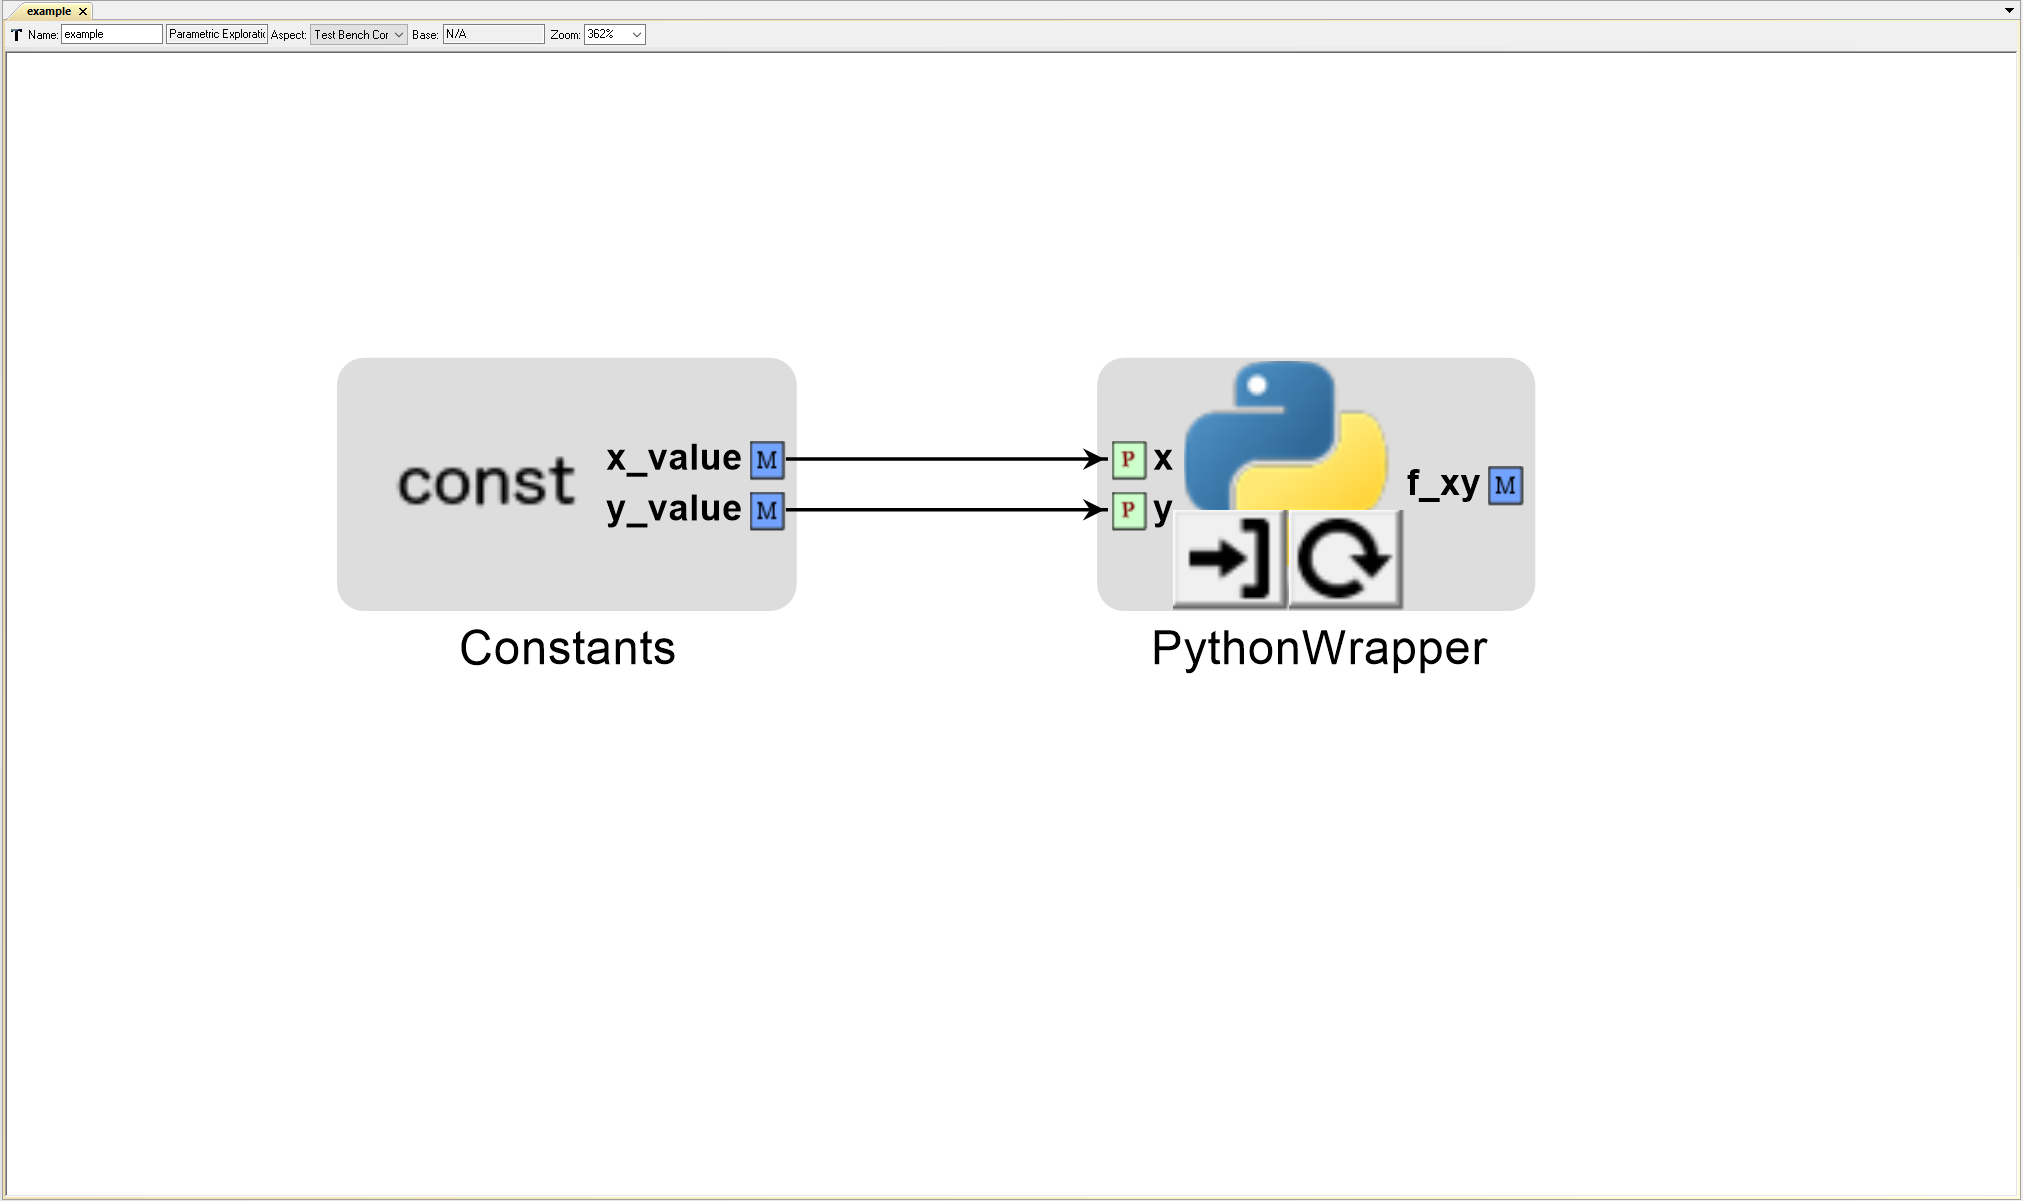 example
T Name: example Parametric Exploratic Aspect: Test Bench Cor Base: N/A Zoom: 362%
const
x_value M
y_value M
P x
P y
f_xy M
Constants
PythonWrapper